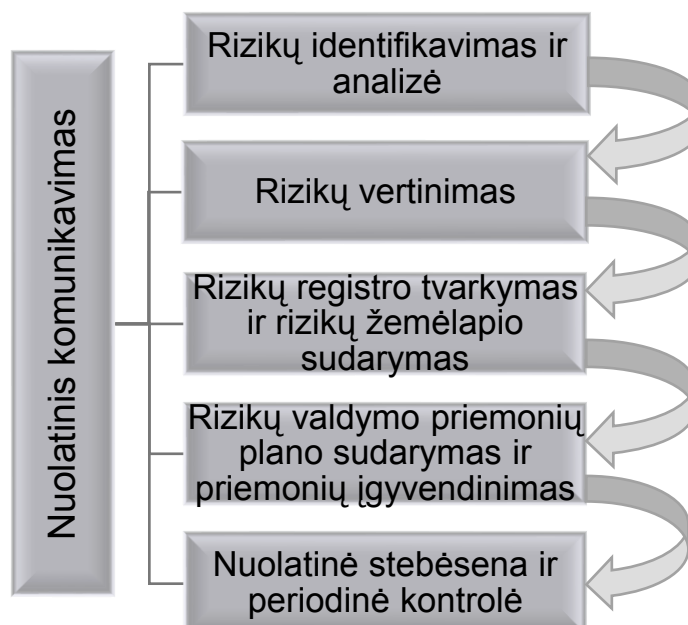 Nuolatinis komunikavimas
Rizikų identifikavimas ir
analizė
Rizikų vertinimas
Rizikų registro tvarkymas
ir rizikų žemėlapio
sudarymas
Rizikų valdymo priemonių
plano sudarymas ir
priemonių įgyvendinimas
Nuolatinė stebėsena ir
periodinė kontrolė